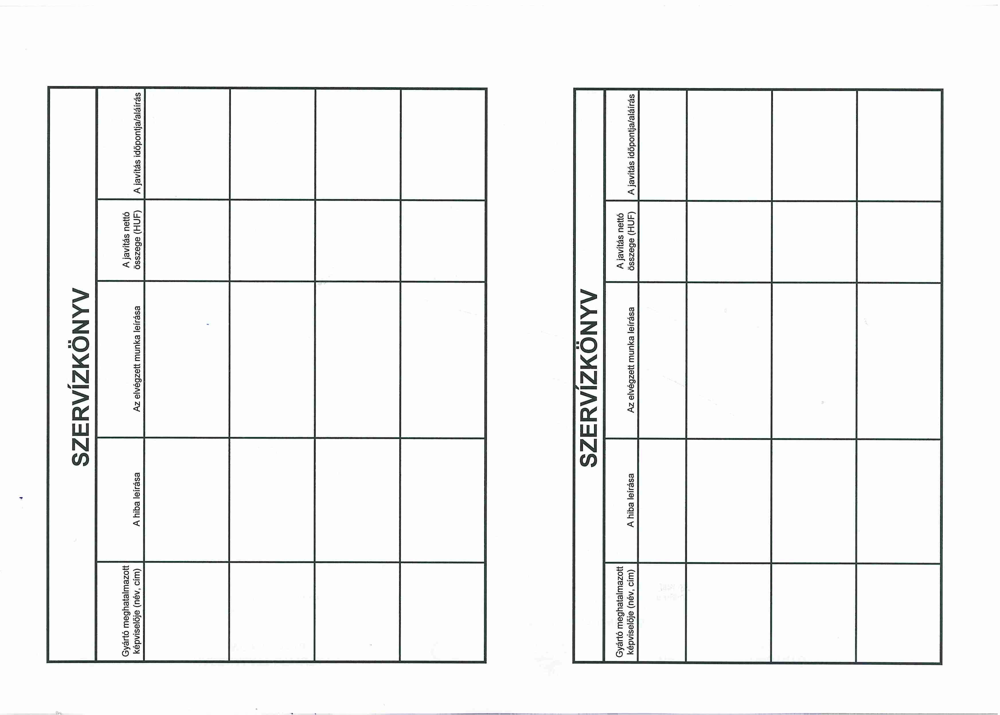 SZERVÍZKÖNYV
Gyártó meghatalmazott
képviselője (név, cím)
A hiba leírása
Az elvégzett munka leírása
A javítás nettó
összege (HUF)
A javítás időpontja/aláírás
SZERVÍZKÖNYV
Gyártó meghatalmazott
képviselője (név, cím)
A hiba leírása
Az elvégzett munka leírása
A javítás nettó
összege (HUF)
A javítás időpontja/aláírás